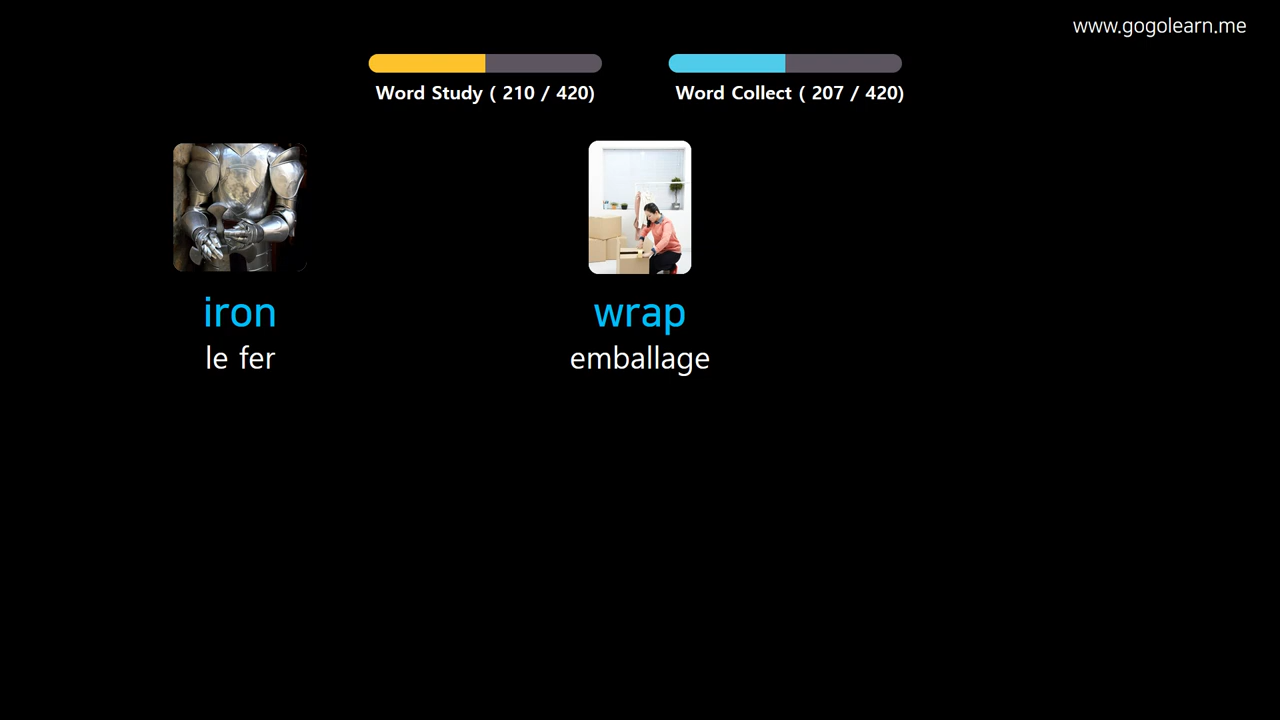 www.gogolearn.me
Word Study ( 210 / 420)
Word Collect ( 207 / 420)
iron
le fer
wrap
emballage